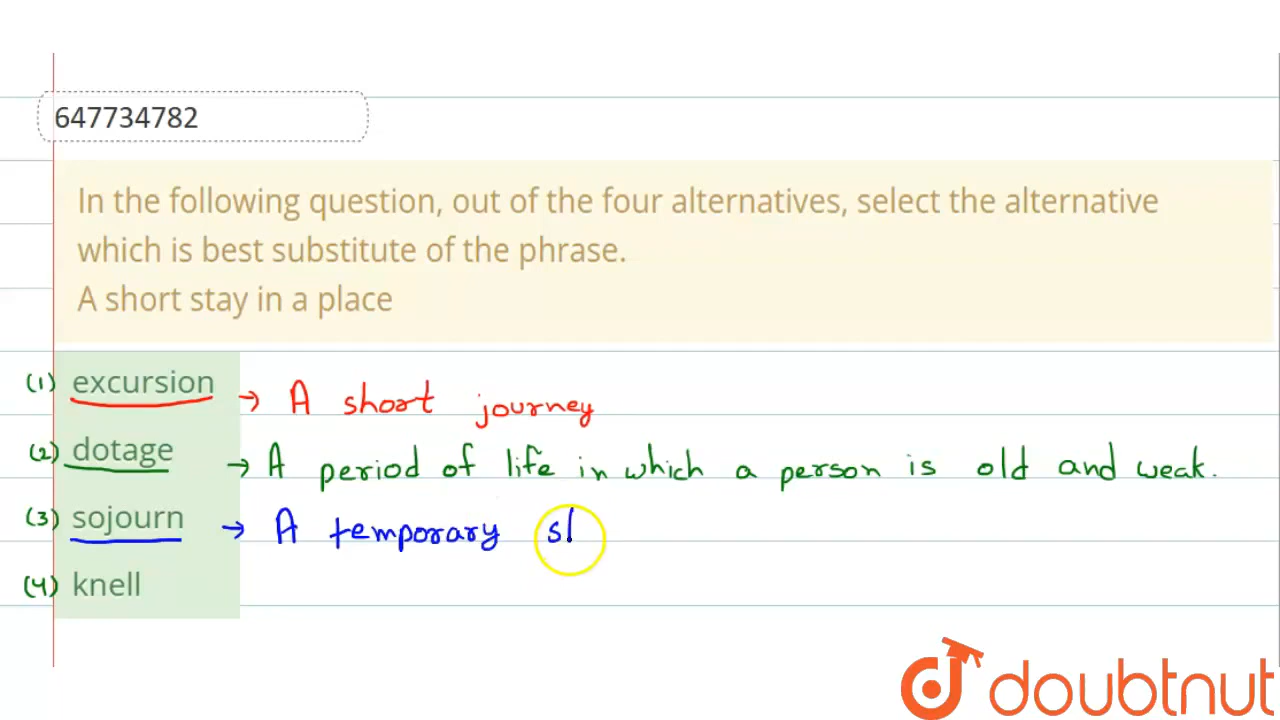 647734782
In the following question, out of the four alternatives, select the alternative
which is best substitute of the phrase.
A short stay in a place
(1) excursion → A short journey
(2) dotage → A period of life in which a person is old and weak.
(3) sojourn → A temporary
(4) knell
doubtnut